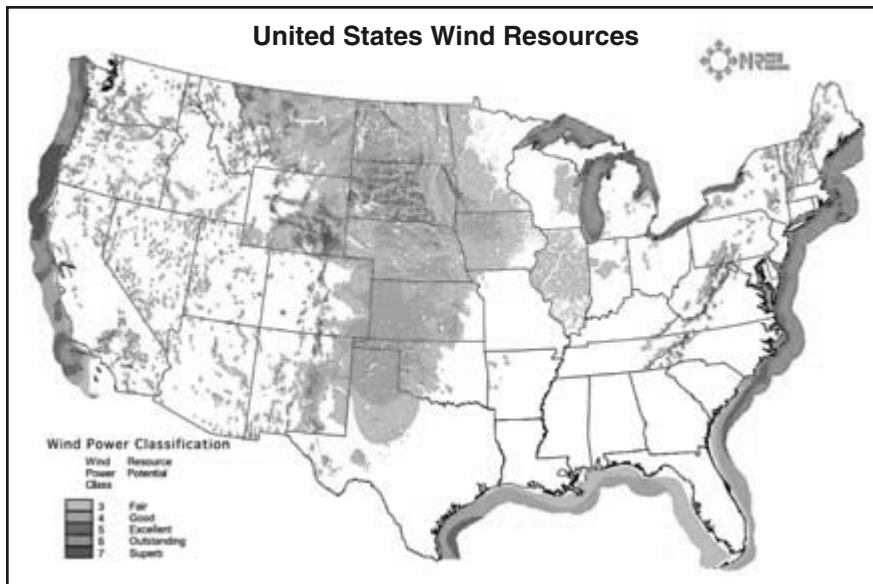 United States Wind Resources
NREL
Wind Power Classification
Wind Resource
Power Potential
Class
3 Fair
4 Good
5 Excellent
6 Outstanding
7 Superb